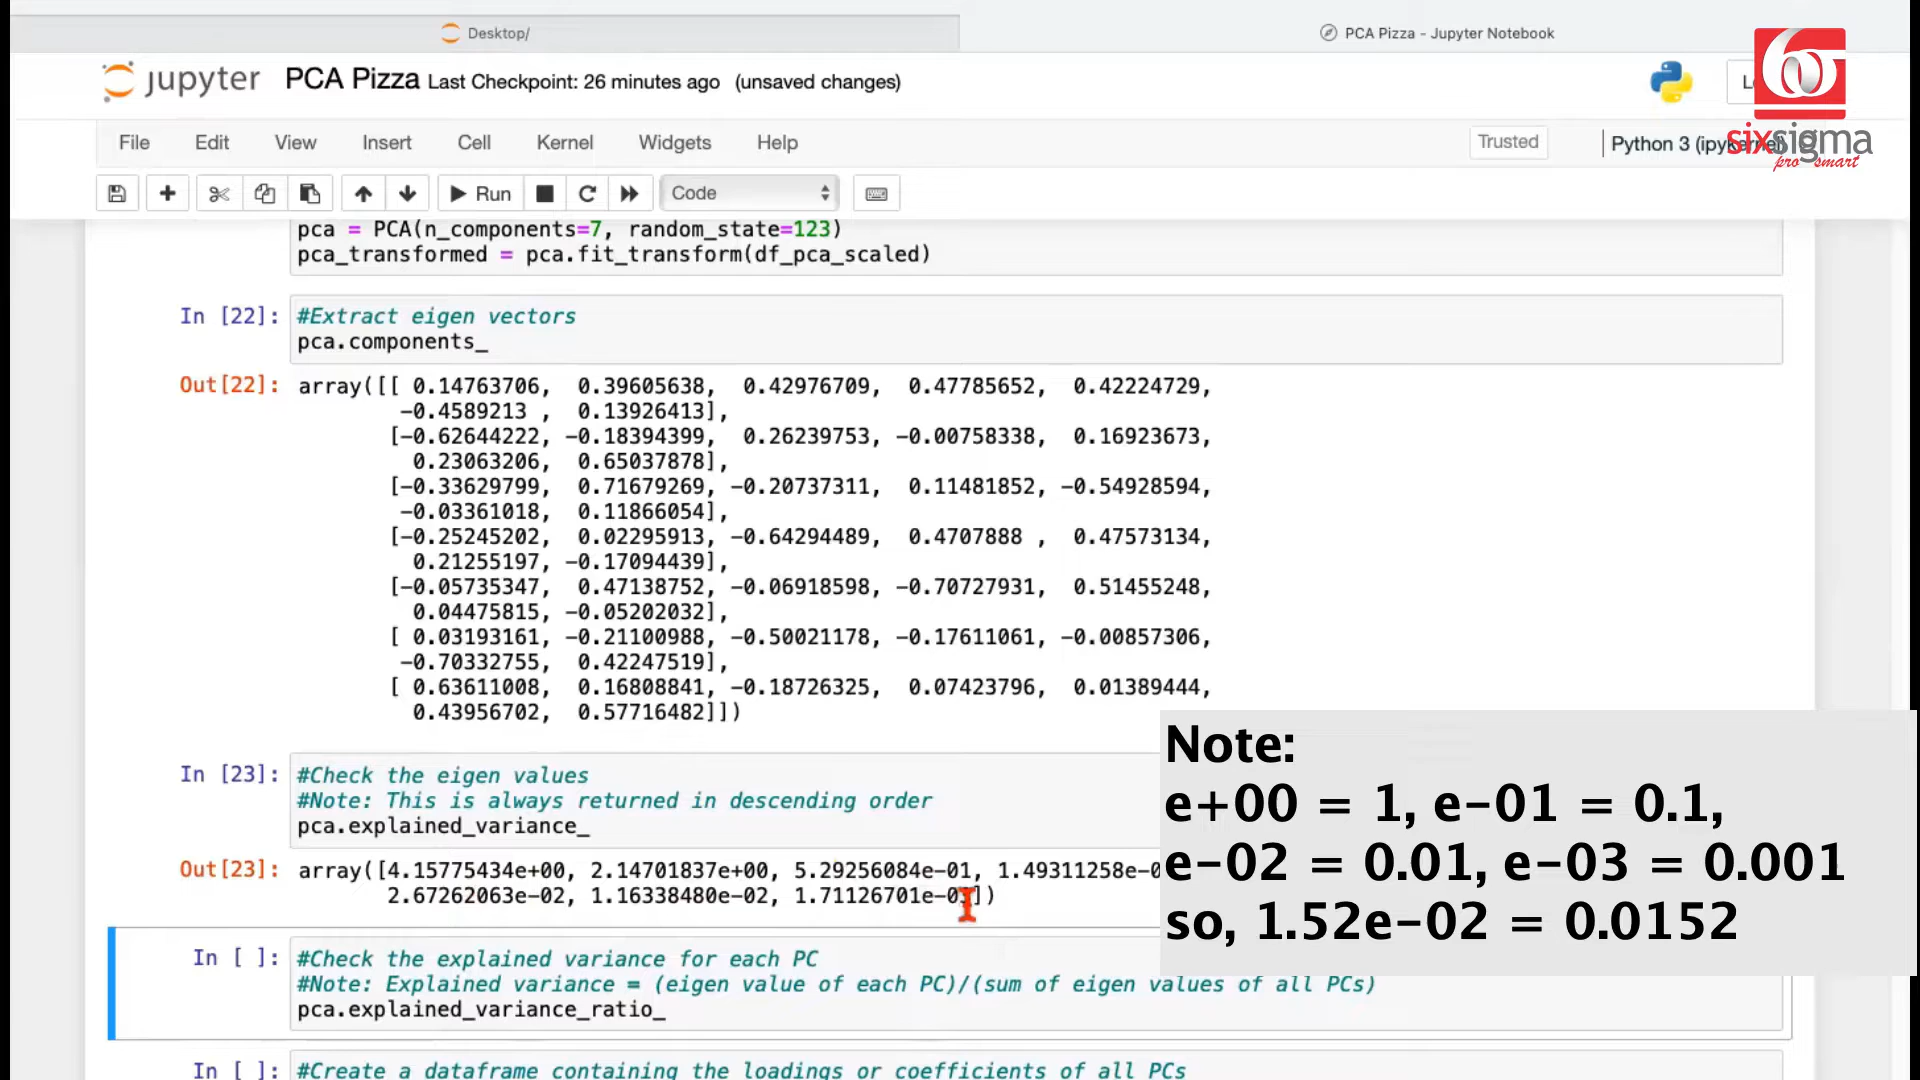 Desktop/
PCA Pizza - Jupyter Notebook
jupyter PCA Pizza Last Checkpoint: 26 minutes ago (unsaved changes)
File Edit View Insert Cell Kernel Widgets Help
Trusted
Python 3
sixsigma
pro smart
Run
Code
pca = PCA(n_components=7, random_state=123)
pca_transformed = pca.fit_transform(df_pca_scaled)
In [22]:
#Extract eigen vectors
pca.components_
Out[22]:
array([[ 0.14763706, 0.39605638, 0.42976709, 0.47785652, 0.42224729,
-0.4589213 , 0.13926413],
[-0.62644222, -0.18394399, 0.26239753, -0.00758338, 0.16923673,
0.23063206, 0.65037878],
[-0.33629799, 0.71679269, -0.20737311, 0.11481852, -0.54928594,
-0.03361018, 0.11866054],
[-0.25245202, 0.02295913, -0.64294489, 0.4707888 , 0.47573134,
0.21255197, -0.17094439],
[-0.05735347, 0.47138752, -0.06918598, -0.70727931, 0.51455248,
0.04475815, -0.05202032],
[ 0.03193161, -0.21100988, -0.50021178, -0.17611061, -0.00857306,
-0.70332755, 0.42247519],
[ 0.63611008, 0.16808841, -0.18726325, 0.07423796, 0.01389444,
0.43956702, 0.57716482]])
In [23]:
#Check the eigen values
#Note: This is always returned in descending order
pca.explained_variance_
Out[23]:
array([4.15775434e+00, 2.14701837e+00, 5.29256084e-01, 1.49311258e-0
2.67262063e-02, 1.16338480e-02, 1.71126701e-03])
Note:
e+00 = 1, e-01 = 0.1,
e-02 = 0.01, e-03 = 0.001
so, 1.52e-02 = 0.0152
In [ ]:
#Check the explained variance for each PC
#Note: Explained variance = (eigen value of each PC)/(sum of eigen values of all PCs)
pca.explained_variance_ratio_
In [ ]:
#Create a dataframe containing the loadings or coefficients of all PCs